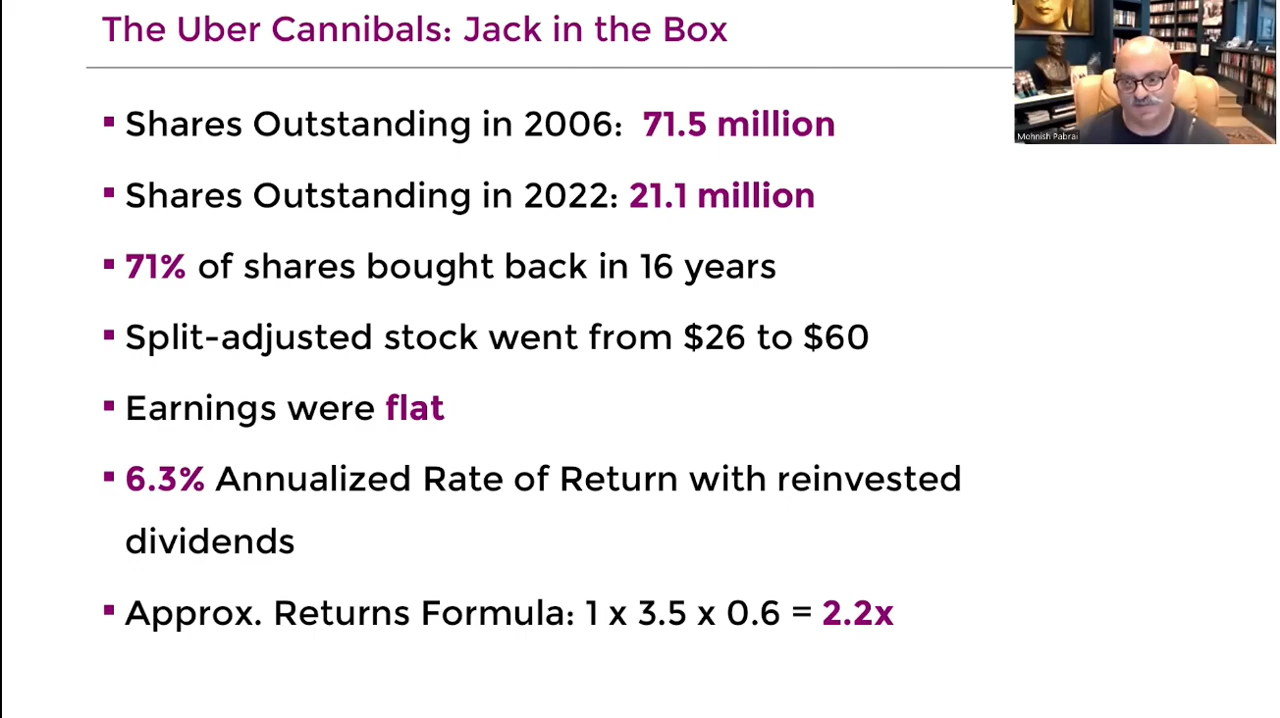 The Uber Cannibals: Jack in the Box
Mohnish Pabrai
▪ Shares Outstanding in 2006: 71.5 million
▪ Shares Outstanding in 2022: 21.1 million
▪ 71% of shares bought back in 16 years
▪ Split-adjusted stock went from $26 to $60
▪ Earnings were flat
▪ 6.3% Annualized Rate of Return with reinvested
dividends
▪ Approx. Returns Formula: 1 x 3.5 x 0.6 = 2.2x